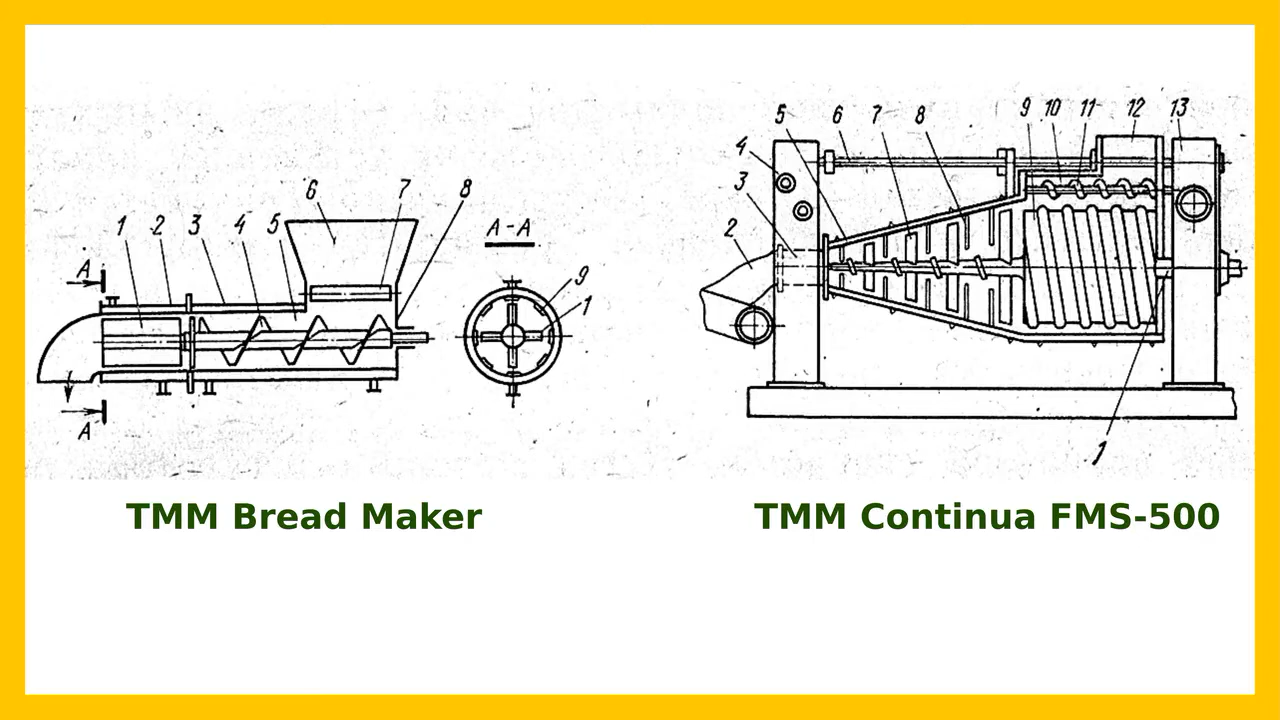 1 2 3 4 5 6 7 8
A
A - A
9
1
A
TMM Bread Maker
5 6 7 8 9 10 11 12 13
4
3
2
1
TMM Continua FMS-500